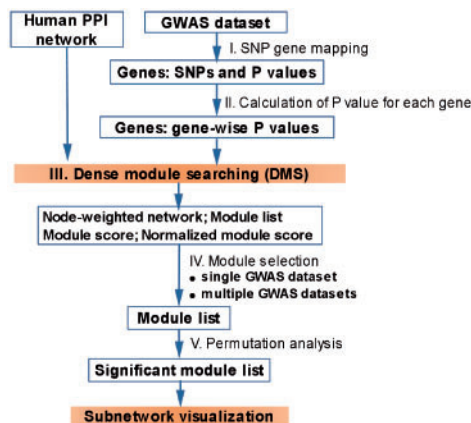 Human PPI
network
GWAS dataset
I. SNP gene mapping
Genes: SNPs and P values
II. Calculation of P value for each gene
Genes: gene-wise P values
III. Dense module searching (DMS)
Node-weighted network; Module list
Module score; Normalized module score
IV. Module selection
• single GWAS dataset
• multiple GWAS datasets
Module list
V. Permutation analysis
Significant module list
Subnetwork visualization